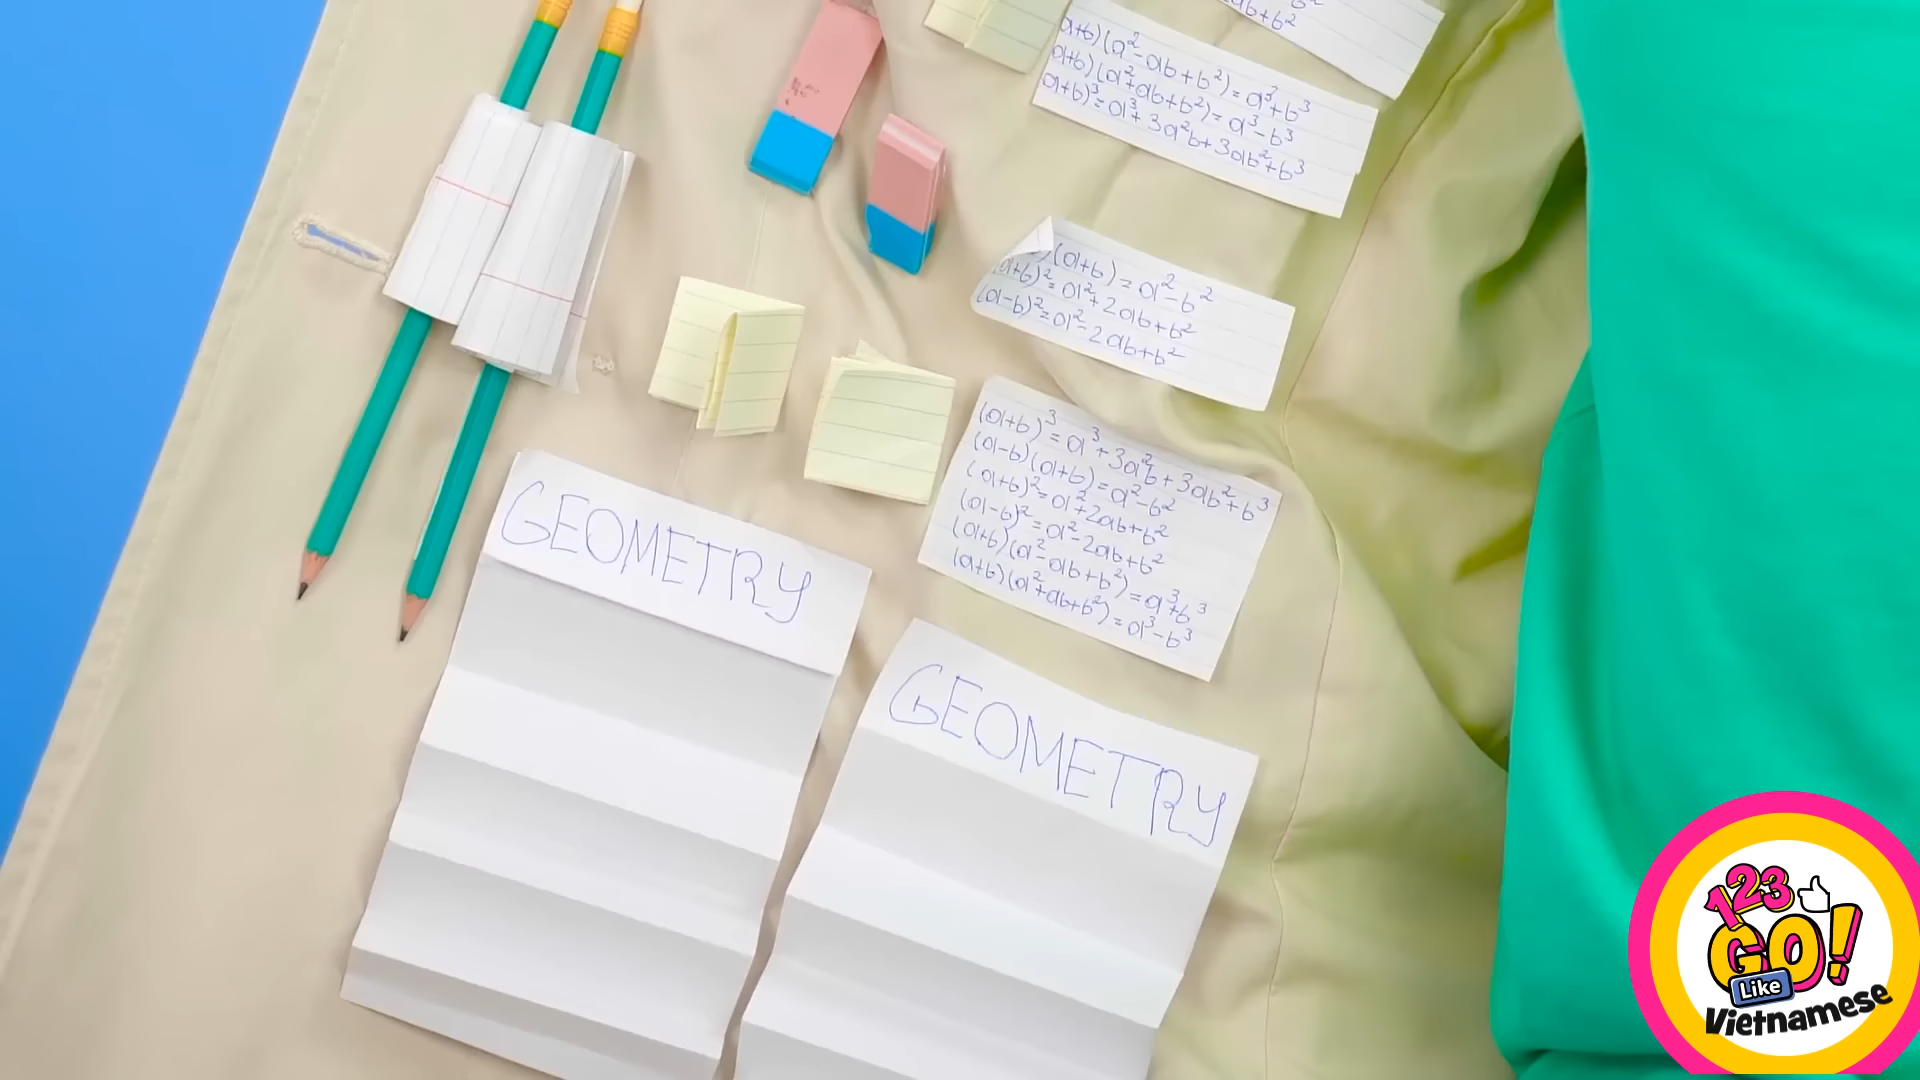 ab+b²
(a+b)(a²-ab+b²)=a³+b³
(a+b)(a²+ab+b²)=a³-b³
(a+b)³=a³+3a²b+3ab²+b³
(a+b)=a²-b²
(a+b)²=a²+2ab+b²
(a-b)²=a²-2ab+b²
(a+b)³=a³+3a²b+3ab²+b³
(a-b)(a+b)=a²-b²
(a+b)²=a²+2ab+b²
(a-b)²=a²-2ab+b²
(a+b)(a²-ab+b²)=a³+b³
(a+b)(a²+ab+b²)=a³-b³
GEOMETRY
GEOMETRY
123
GO!
Like
Vietnamese